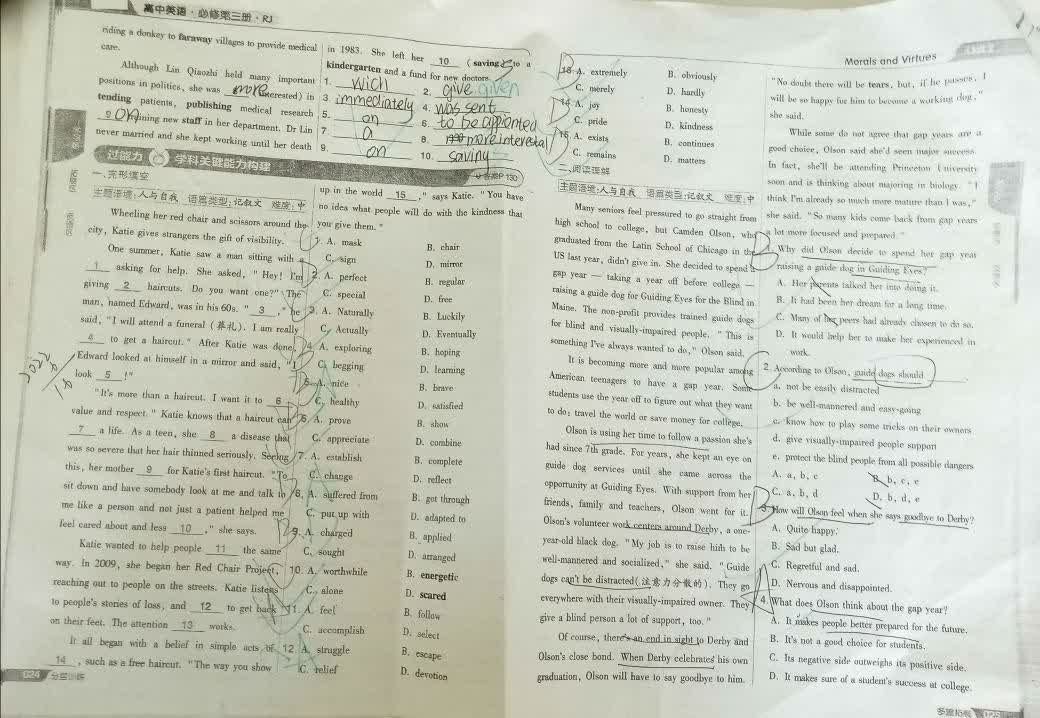 高中英语·必修第三册·RJ
riding a donkey to faraway villages to provide medical
care.
Although Lin Qiaozhi held many important
positions in politics, she was more (interested) in
tending patients, publishing medical research
9 on training new staff in her department. Dr Lin
never married and she kept working until her death
in 1983. She left her 10 (saving) to a
kindergarten and a fund for new doctors.
1. which 2. give given
3. immediately 4. was sent
5. on 6. to be appionted
7. a 8. more interestd
9. on 10. saving
答案P130
过能力 学科关键能力构建
一、完形填空
主题语境:人与自我 语篇类型:记叙文 难度:中
Wheeling her red chair and scissors around the
city, Katie gives strangers the gift of visibility.
One summer, Katie saw a man sitting with a
1 asking for help. She asked, "Hey! I'm
giving 2 haircuts. Do you want one?" The
man, named Edward, was in his 60s. "3," he
said, "I will attend a funeral (葬礼). I am really
4 to get a haircut." After Katie was done,
Edward looked at himself in a mirror and said, "I
look 5!"
"It's more than a haircut. I want it to 6
value and respect." Katie knows that a haircut can
7 a life. As a teen, she 8 a disease that
was so severe that her hair thinned seriously. Seeing
this, her mother 9 for Katie's first haircut. "To
sit down and have somebody look at me and talk to
me like a person and not just a patient helped me
feel cared about and less 10," she says.
Katie wanted to help people 11 the same
way. In 2009, she began her Red Chair Project,
reaching out to people on the streets. Katie listens
to people's stories of loss, and 12 to get back
on their feet. The attention 13 works.
It all began with a belief in simple acts of
14, such as a free haircut. "The way you show
024 分层训练
up in the world 15," says Katie. "You have
no idea what people will do with the kindness that
you give them."
1. A. mask B. chair
C. sign D. mirror
2. A. perfect B. regular
C. special D. free
3. A. Naturally B. Luckily
C. Actually D. Eventually
4. A. exploring B. hoping
C. begging D. learning
5. A. nice B. brave
C. healthy D. satisfied
6. A. prove B. show
C. appreciate D. combine
7. A. establish B. complete
C. change D. reflect
8. A. suffered from B. got through
C. put up with D. adapted to
9. A. charged B. applied
C. sought D. arranged
10. A. worthwhile B. energetic
C. alone D. scared
11. A. feel B. follow
C. accomplish D. select
12. A. struggle B. escape
C. relief D. devotion
Morals and Virtues
13. A. extremely B. obviously
C. merely D. hardly
14. A. joy B. honesty
C. pride D. kindness
15. A. exists B. continues
C. remains D. matters
二、阅读理解
主题语境:人与自我 语篇类型:记叙文 难度:中
Many seniors feel pressured to go straight from
high school to college, but Camden Olson, who
graduated from the Latin School of Chicago in the
US last year, didn't give in. She decided to spend a
gap year — taking a year off before college —
raising a guide dog for Guiding Eyes for the Blind in
Maine. The non-profit provides trained guide dogs
for blind and visually-impaired people. "This is
something I've always wanted to do," Olson said.
It is becoming more and more popular among
American teenagers to have a gap year. Some
students use the year off to figure out what they want
to do; travel the world or save money for college.
Olson is using her time to follow a passion she's
had since 7th grade. For years, she kept an eye on
guide dog services until she came across the
opportunity at Guiding Eyes. With support from her
friends, family and teachers, Olson went for it.
Olson's volunteer work centers around Derby, a one-
year-old black dog. "My job is to raise him to be
well-mannered and socialized," she said. "Guide
dogs can't be distracted(注意力分散的). They go
everywhere with their visually-impaired owner. They
give a blind person a lot of support, too."
Of course, there's an end in sight to Derby and
Olson's close bond. When Derby celebrates his own
graduation, Olson will have to say goodbye to him.
"No doubt there will be tears, but, if he passes, I
will be so happy for him to become a working dog,"
she said.
While some do not agree that gap years are a
good choice, Olson said she'd seen major success.
In fact, she'll be attending Princeton University
soon and is thinking about majoring in biology. "I
think I'm already so much more mature than I was,"
she said. "So many kids come back from gap years
a lot more focused and prepared."
1. Why did Olson decide to spend her gap year
raising a guide dog in Guiding Eyes?
A. Her parents talked her into doing it.
B. It had been her dream for a long time.
C. Many of her peers had already chosen to do so.
D. It would help her to make her experienced in
work.
2. According to Olson, guide dogs should
a. not be easily distracted
b. be well-mannered and easy-going
c. know how to play some tricks on their owners
d. give visually-impaired people support
e. protect the blind people from all possible dangers
A. a, b, c B. b, c, e
C. a, b, d D. b, d, e
3. How will Olson feel when she says goodbye to Derby?
A. Quite happy.
B. Sad but glad.
C. Regretful and sad.
D. Nervous and disappointed.
4. What does Olson think about the gap year?
A. It makes people better prepared for the future.
B. It's not a good choice for students.
C. Its negative side outweighs its positive side.
D. It makes sure of a student's success at college.